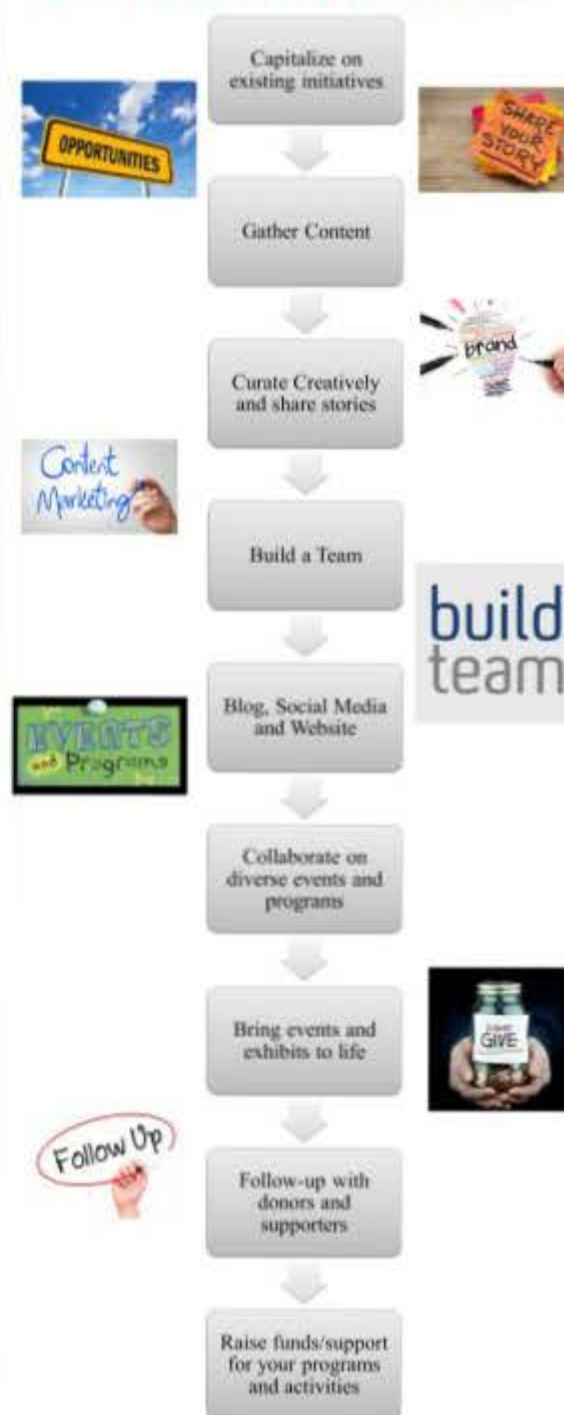 Capitalize on
existing initiatives
OPPORTUNITIES
SHARE
YOUR
STORY
Gather Content
brand
Curate Creatively
and share stories
Content
Marketing
Build a Team
build
team
Blog, Social Media
and Website
EVENTS
and Programs
Collaborate on
diverse events and
programs
Bring events and
exhibits to life
GIVE
Follow Up
Follow-up with
donors and
supporters
Raise funds/support
for your programs
and activities